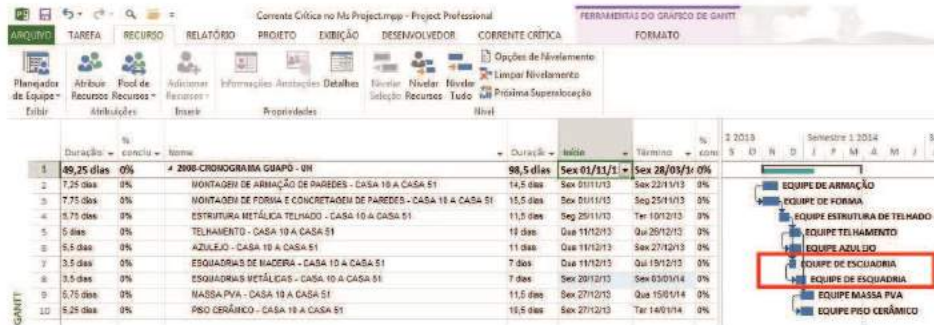 Corrente Crítica no Ms Project.mpp - Project Professional
FERRAMENTAS DO GRÁFICO DE GANTT
ARQUIVO TAREFA RECURSO RELATÓRIO PROJETO EXIBIÇÃO DESENVOLVEDOR CORRENTE CRÍTICA FORMATO
Planejador de Equipe
Atribuir Recursos
Pool de Recursos
Adicionar Recursos
Informações Anotações Detalhes
Nivelar Seleção
Nivelar Recursos
Nivelar Tudo
Opções de Nivelamento
Limpar Nivelamento
Próxima Superalocação
Exibir Atribuições Inserir Propriedades Nível
Duração % conclu Nome Duração Início Término % conc
2 2013 Semestre 1 2014
S O N D J F M A M J
1 49,25 dias 0% 2008-CRONOGRAMA GUAPÓ - UH 98,5 dias Sex 01/11/1 Sex 28/03/1 0%
2 7,25 dias 0% MONTAGEM DE ARMAÇÃO DE PAREDES - CASA 10 A CASA 51 14,5 dias Sex 01/11/13 Sex 22/11/13 0% EQUIPE DE ARMAÇÃO
3 7,75 dias 0% MONTAGEM DE FORMA E CONCRETAGEM DE PAREDES - CASA 10 A CASA 51 15,5 dias Sex 01/11/13 Seg 25/11/13 0% EQUIPE DE FORMA
4 5,75 dias 0% ESTRUTURA METÁLICA TELHADO - CASA 10 A CASA 51 11,5 dias Seg 25/11/13 Ter 10/12/13 0% EQUIPE ESTRUTURA DE TELHADO
5 5 dias 0% TELHAMENTO - CASA 10 A CASA 51 10 dias Qua 11/12/13 Qui 26/12/13 0% EQUIPE TELHAMENTO
6 5,5 dias 0% AZULEJO - CASA 10 A CASA 51 11 dias Qua 11/12/13 Sex 27/12/13 0% EQUIPE AZULEJO
7 3,5 dias 0% ESQUADRIAS DE MADEIRA - CASA 10 A CASA 51 7 dias Qua 11/12/13 Qui 19/12/13 0% EQUIPE DE ESQUADRIA
8 3,5 dias 0% ESQUADRIAS METÁLICAS - CASA 10 A CASA 51 7 dias Sex 20/12/13 Sex 03/01/14 0% EQUIPE DE ESQUADRIA
9 5,75 dias 0% MASSA PVA - CASA 10 A CASA 51 11,5 dias Sex 27/12/13 Qua 15/01/14 0% EQUIPE MASSA PVA
10 5,25 dias 0% PISO CERÂMICO - CASA 10 A CASA 51 10,5 dias Sex 27/12/13 Ter 14/01/14 0% EQUIPE PISO CERÂMICO
GANTT